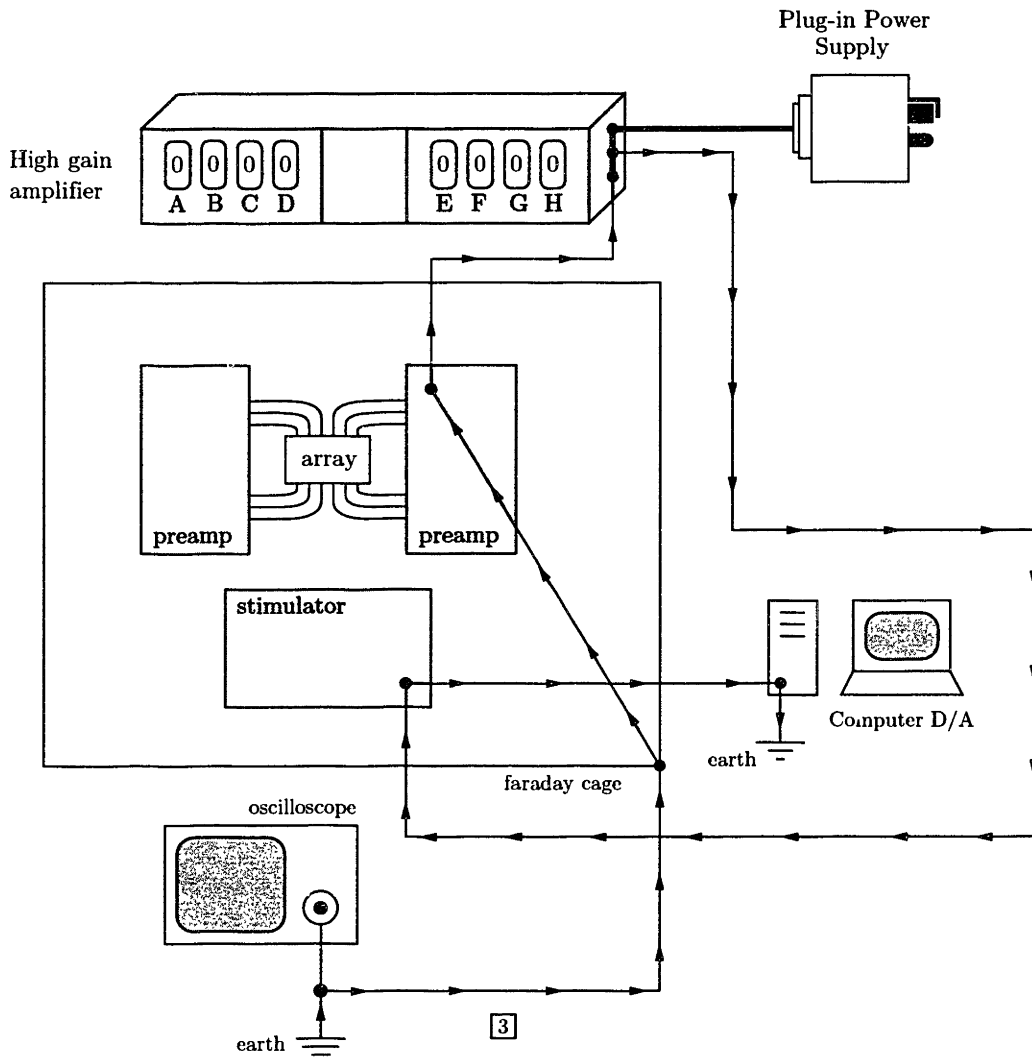 Plug-in Power
Supply
High gain
amplifier
0 0 0 0 0 0 0 0
A B C D E F G H
array
preamp preamp
stimulator
Computer D/A
earth
faraday cage
oscilloscope
3
earth